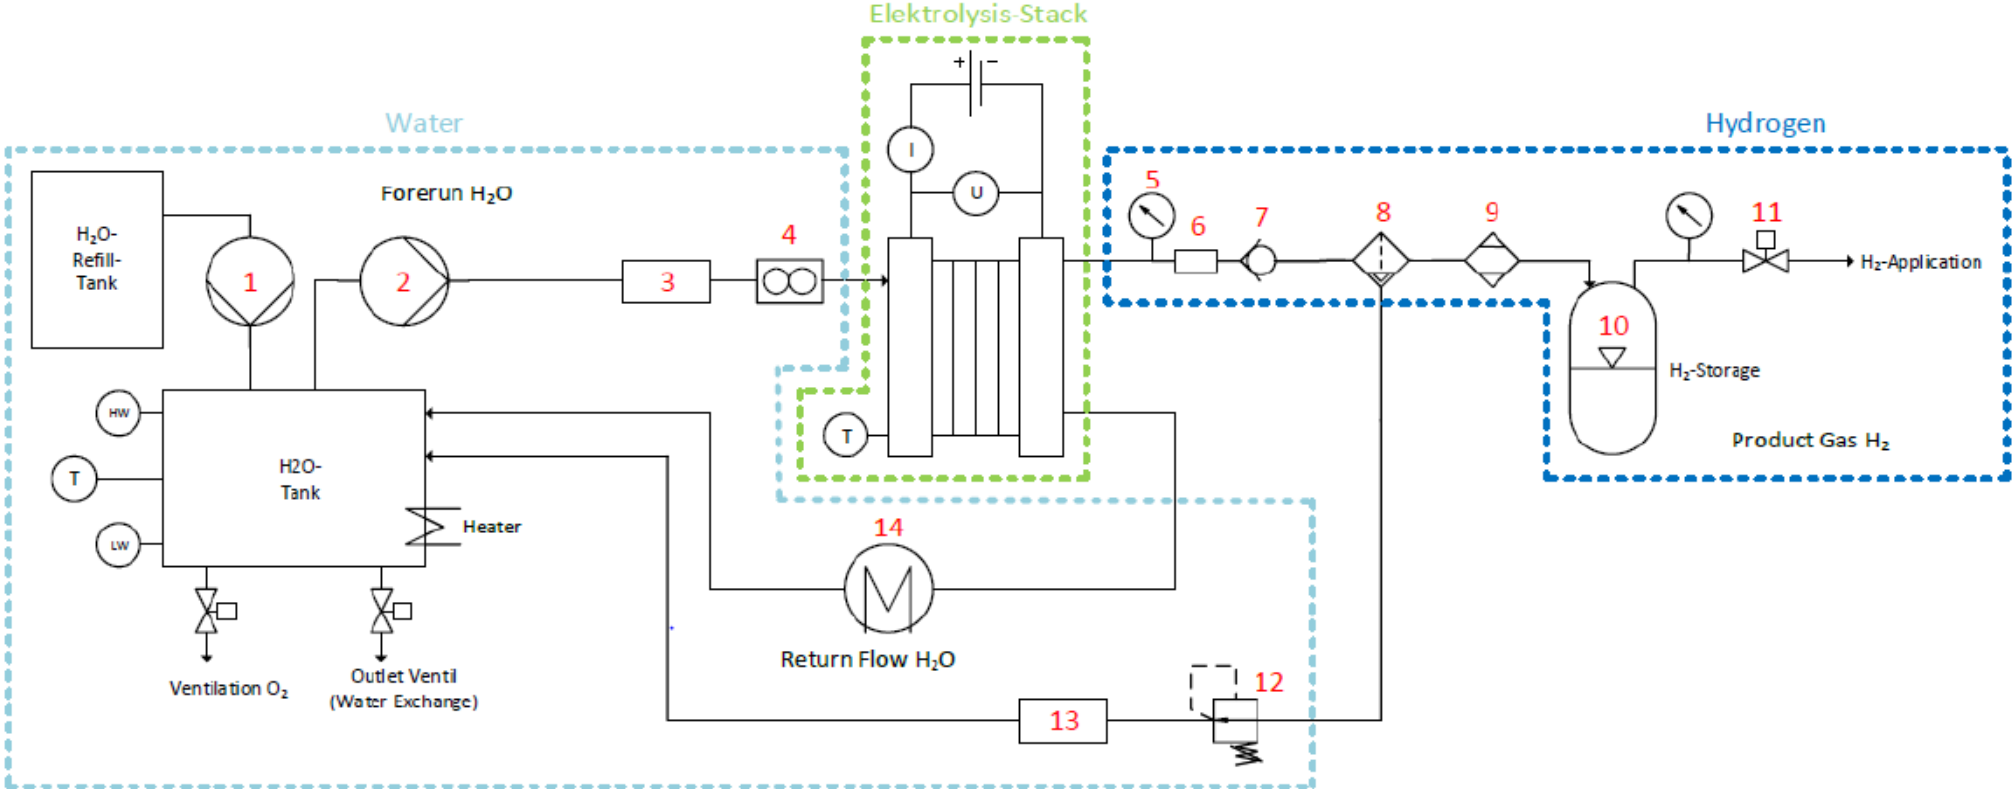 Elektrolysis-Stack
+ −
Water
Hydrogen
I
U
Forerun H₂O
H₂O-
Refill-
Tank
1
2
3
4
5
6
7
8
9
11
H₂-Application
10
H₂-Storage
Product Gas H₂
HW
T
LW
H2O-
Tank
Heater
T
14
Return Flow H₂O
Ventilation O₂
Outlet Ventil
(Water Exchange)
13
12